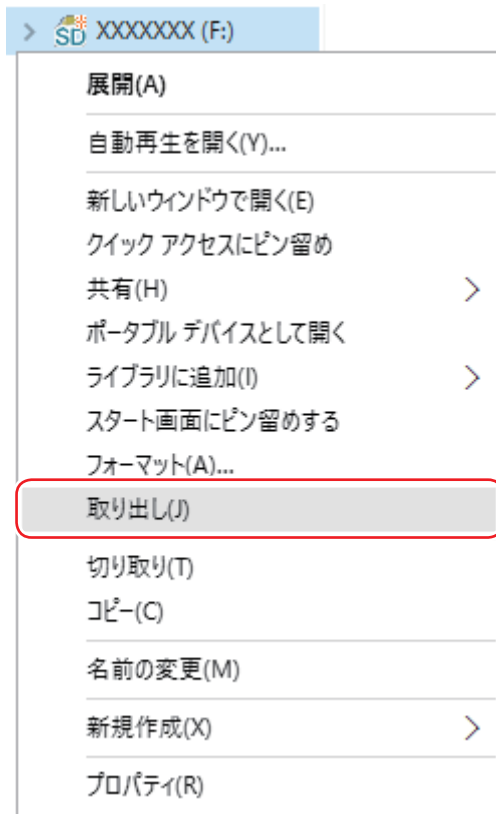 SD XXXXXXX (F:)
展開(A)
自動再生を開く(Y)...
新しいウィンドウで開く(E)
クイック アクセスにピン留め
共有(H)
ポータブル デバイスとして開く
ライブラリに追加(I)
スタート画面にピン留めする
フォーマット(A)...
取り出し(J)
切り取り(T)
コピー(C)
名前の変更(M)
新規作成(X)
プロパティ(R)